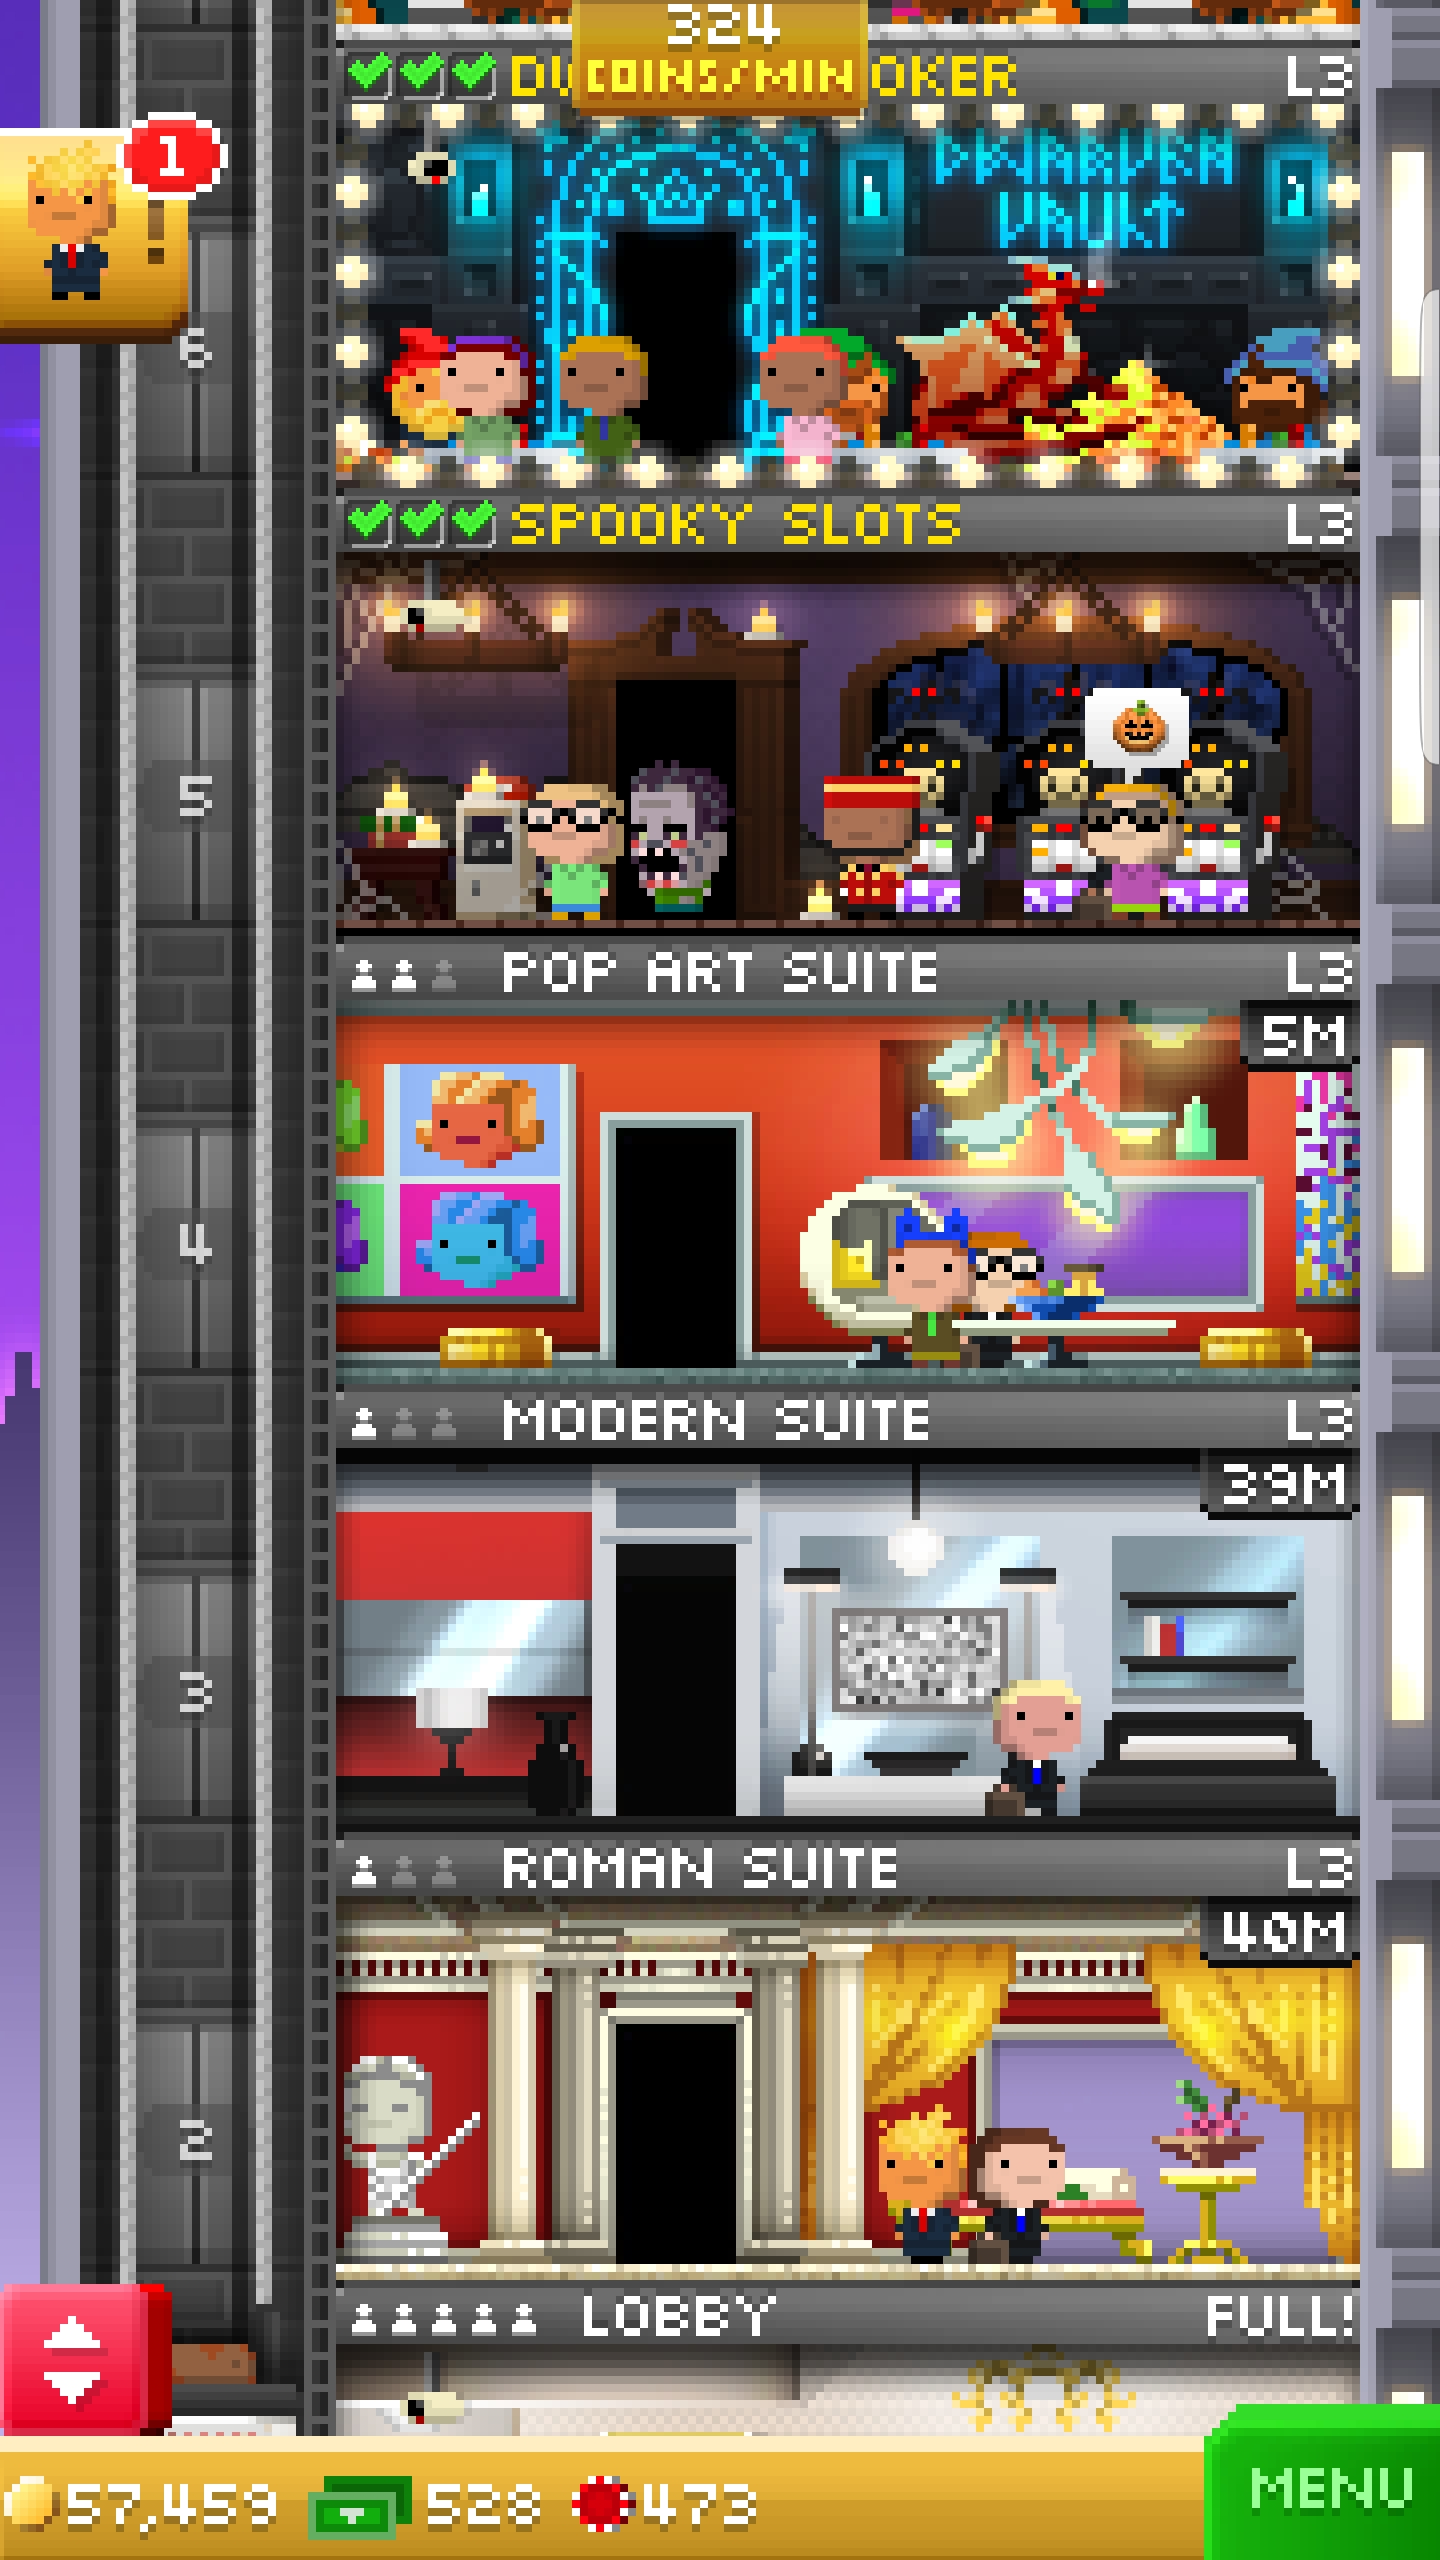 324
COINS/MIN
L3
1
!
DWARVEN
VAULT
6
SPOOKY SLOTS L3
5
POP ART SUITE L3
5M
4
MODERN SUITE L3
39M
3
ROMAN SUITE L3
40M
2
LOBBY FULL!
57,459 528 473
MENU